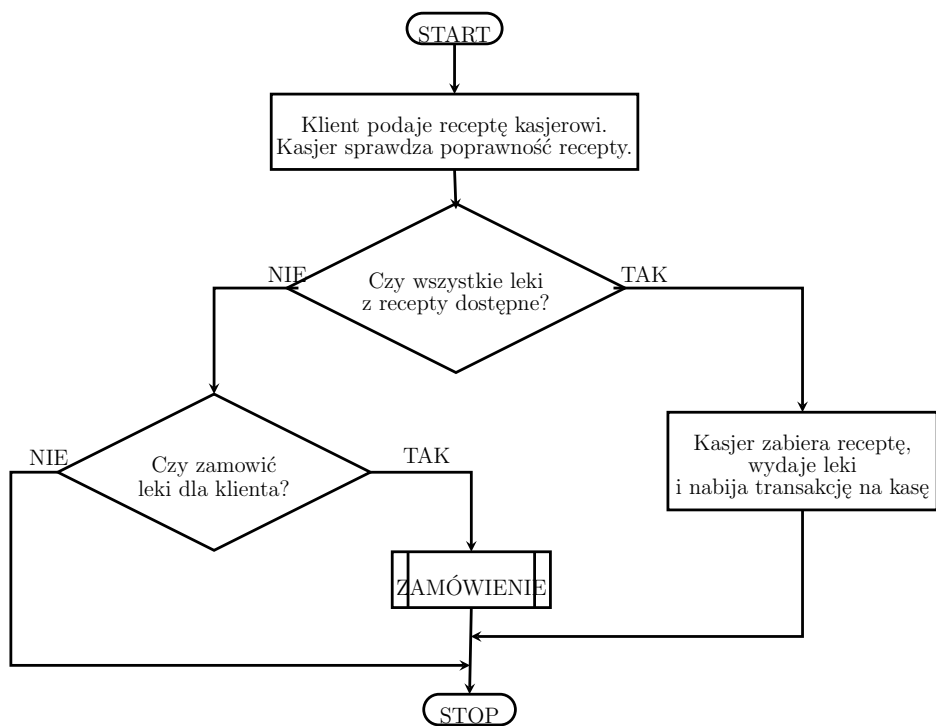 START
Klient podaje receptę kasjerowi.
Kasjer sprawdza poprawność recepty.
NIE
TAK
Czy wszystkie leki
z recepty dostępne?
NIE
TAK
Czy zamowić
leki dla klienta?
Kasjer zabiera receptę,
wydaje leki
i nabija transakcję na kasę
ZAMÓWIENIE
STOP